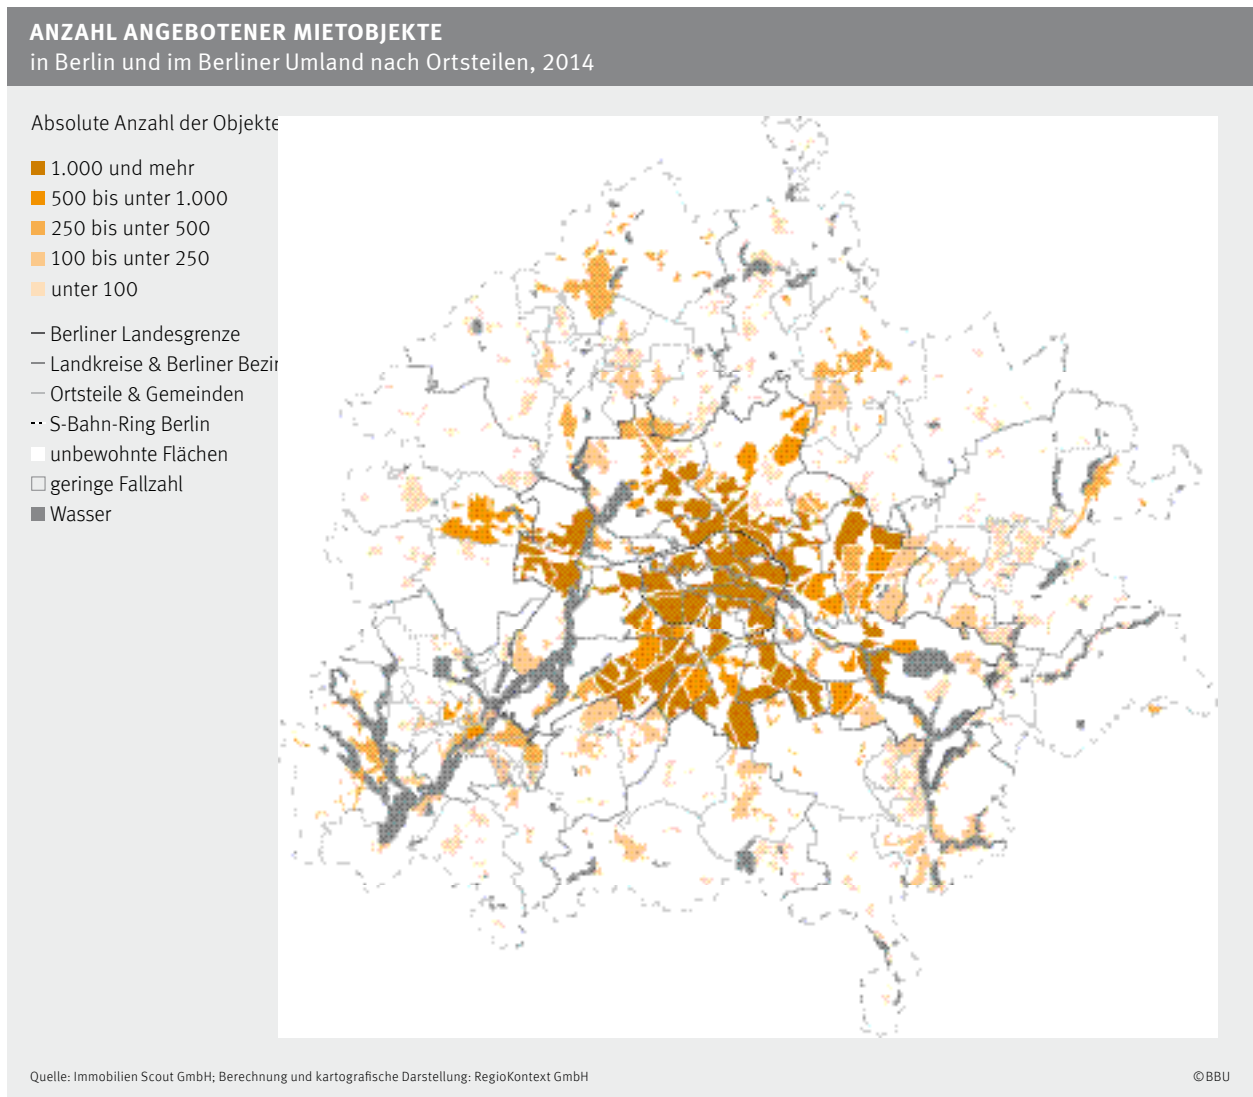 ANZAHL ANGEBOTENER MIETOBJEKTE
in Berlin und im Berliner Umland nach Ortsteilen, 2014
Absolute Anzahl der Objekte
1.000 und mehr
500 bis unter 1.000
250 bis unter 500
100 bis unter 250
unter 100
Berliner Landesgrenze
Landkreise & Berliner Bezir
Ortsteile & Gemeinden
S-Bahn-Ring Berlin
unbewohnte Flächen
geringe Fallzahl
Wasser
Quelle: Immobilien Scout GmbH; Berechnung und kartografische Darstellung: RegioKontext GmbH
©BBU